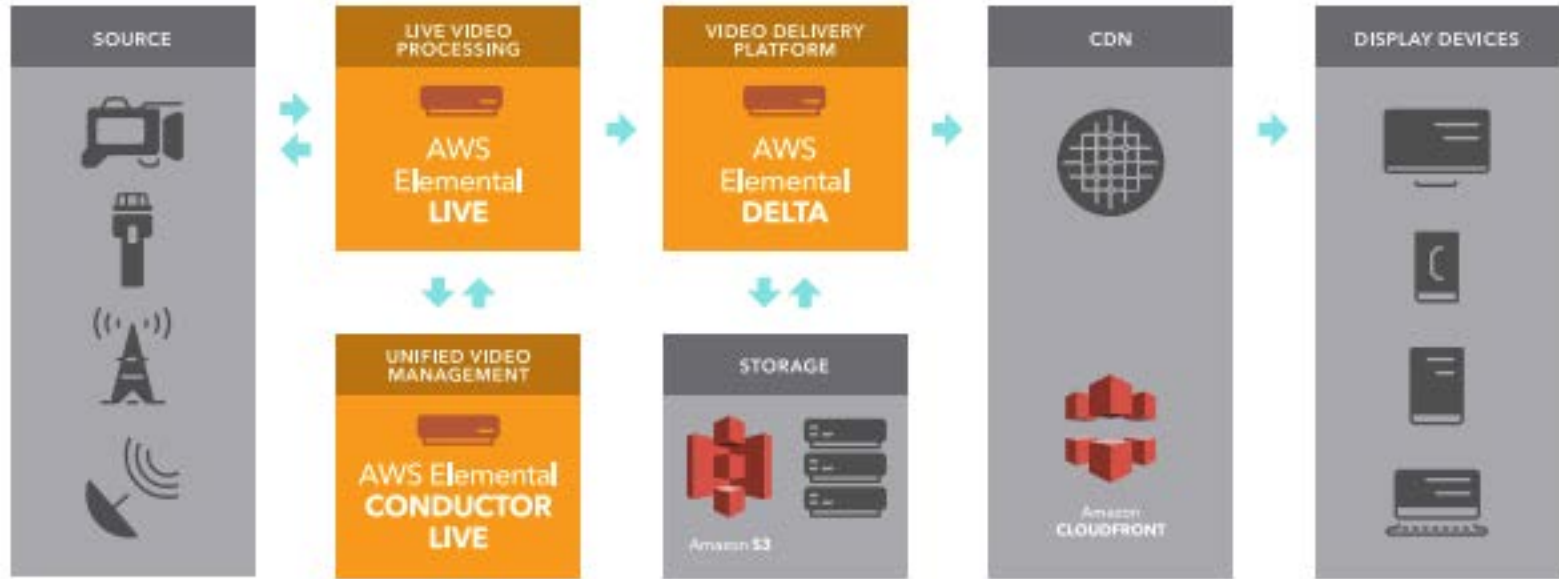 SOURCE
LIVE VIDEO
PROCESSING
AWS
Elemental
LIVE
VIDEO DELIVERY
PLATFORM
AWS
Elemental
DELTA
CDN
DISPLAY DEVICES
UNIFIED VIDEO
MANAGEMENT
AWS Elemental
CONDUCTOR
LIVE
STORAGE
Amazon S3
Amazon
CLOUDFRONT